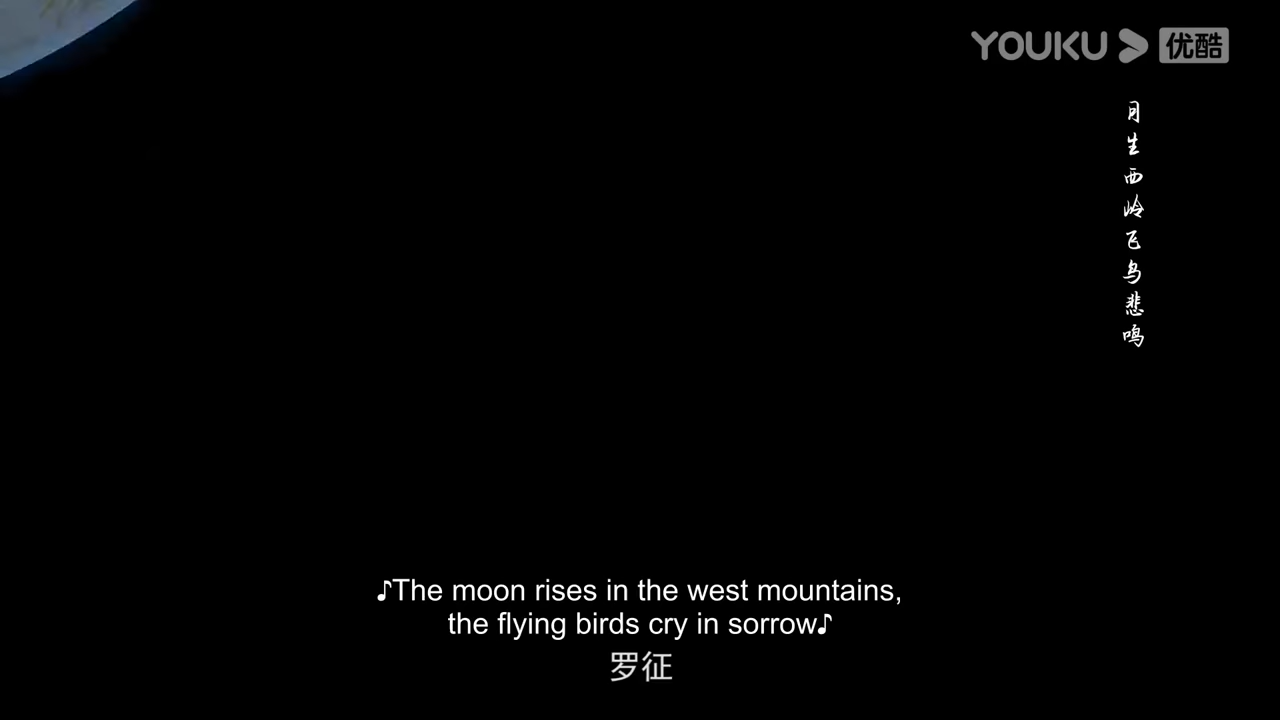 YOUKU 优酷
月生西岭飞鸟悲鸣
♪The moon rises in the west mountains,
the flying birds cry in sorrow♪
罗征